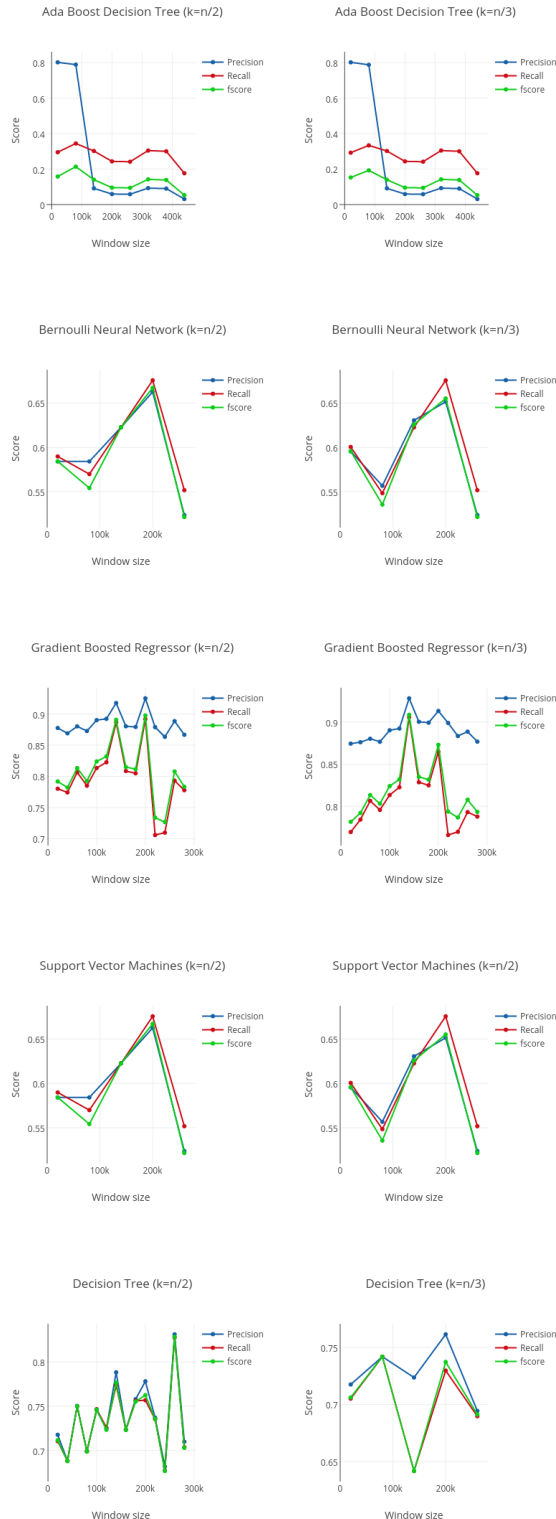 Ada Boost Decision Tree (k=n/2)
Precision
Recall
fscore
0.8
0.6
0.4
0.2
0
Score
0 100k 200k 300k 400k
Window size
Ada Boost Decision Tree (k=n/3)
Precision
Recall
fscore
0.8
0.6
0.4
0.2
0
Score
0 100k 200k 300k 400k
Window size
Bernoulli Neural Network (k=n/2)
Precision
Recall
fscore
0.65
0.6
0.55
Score
0 100k 200k
Window size
Bernoulli Neural Network (k=n/3)
Precision
Recall
fscore
0.65
0.6
0.55
Score
0 100k 200k
Window size
Gradient Boosted Regressor (k=n/2)
Precision
Recall
fscore
0.9
0.85
0.8
0.75
0.7
Score
0 100k 200k 300k
Window size
Gradient Boosted Regressor (k=n/3)
Precision
Recall
fscore
0.9
0.8
Score
0 100k 200k 300k
Window size
Support Vector Machines (k=n/2)
Precision
Recall
fscore
0.65
0.6
0.55
Score
0 100k 200k
Window size
Support Vector Machines (k=n/2)
Precision
Recall
fscore
0.65
0.6
0.55
Score
0 100k 200k
Window size
Decision Tree (k=n/2)
Precision
Recall
fscore
0.8
0.75
0.7
Score
0 100k 200k 300k
Window size
Decision Tree (k=n/3)
Precision
Recall
fscore
0.75
0.7
0.65
Score
0 100k 200k
Window size